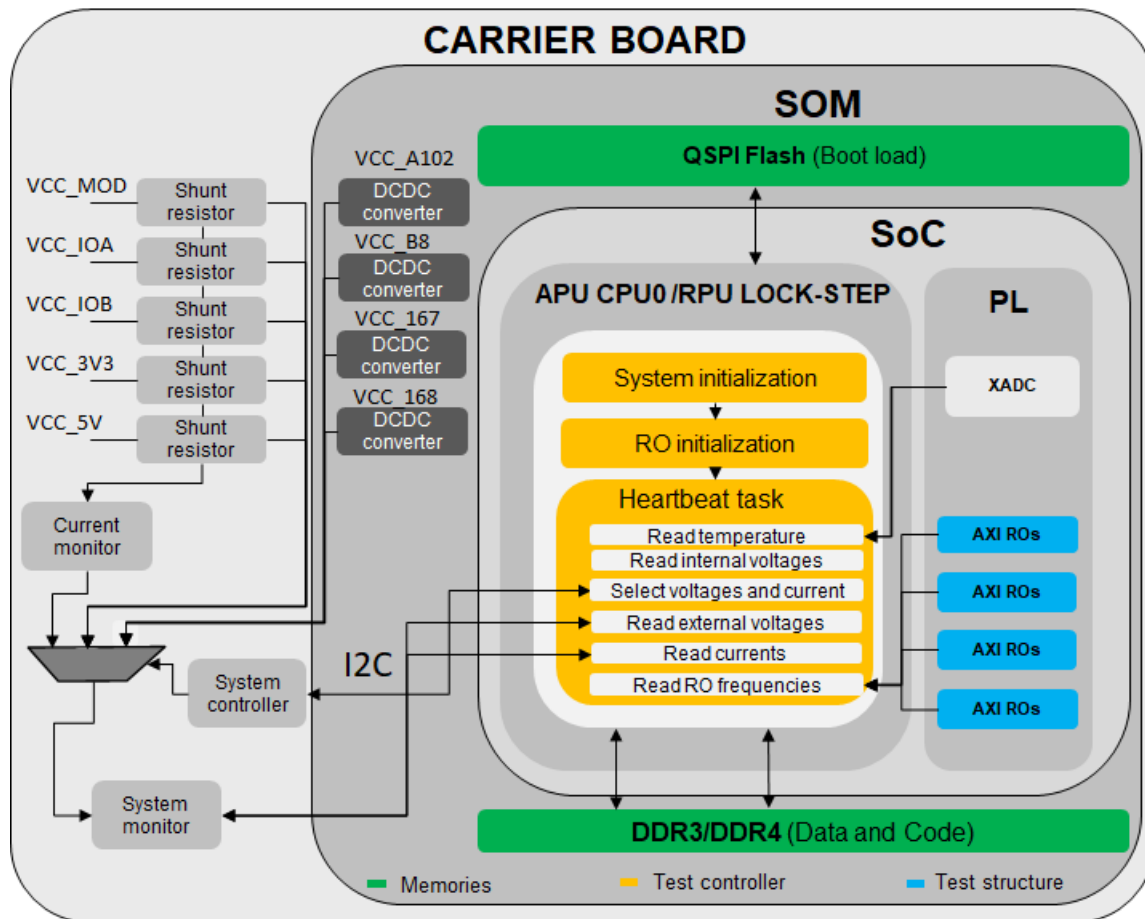 CARRIER BOARD
SOM
QSPI Flash (Boot load)
VCC_MOD
Shunt
resistor
VCC_IOA
Shunt
resistor
VCC_IOB
Shunt
resistor
VCC_3V3
Shunt
resistor
VCC_5V
Shunt
resistor
Current
monitor
System
controller
System
monitor
I2C
VCC_A102
DCDC
converter
VCC_B8
DCDC
converter
VCC_167
DCDC
converter
VCC_168
DCDC
converter
SoC
APU CPU0 /RPU LOCK-STEP
System initialization
RO initialization
Heartbeat task
Read temperature
Read internal voltages
Select voltages and current
Read external voltages
Read currents
Read RO frequencies
PL
XADC
AXI ROs
AXI ROs
AXI ROs
AXI ROs
DDR3/DDR4 (Data and Code)
Memories
Test controller
Test structure